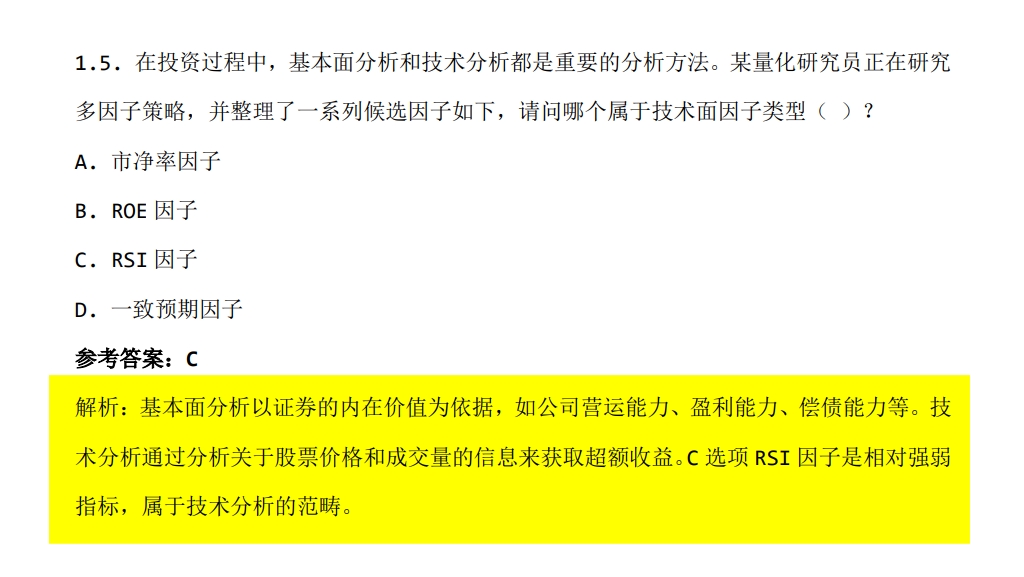 1.5. 在投资过程中，基本面分析和技术分析都是重要的分析方法。某量化研究员正在研究
多因子策略，并整理了一系列候选因子如下，请问哪个属于技术面因子类型（ ）？
A. 市净率因子
B. ROE 因子
C. RSI 因子
D. 一致预期因子
参考答案：C
解析：基本面分析以证券的内在价值为依据，如公司营运能力、盈利能力、偿债能力等。技
术分析通过分析关于股票价格和成交量的信息来获取超额收益。C 选项 RSI 因子是相对强弱
指标，属于技术分析的范畴。